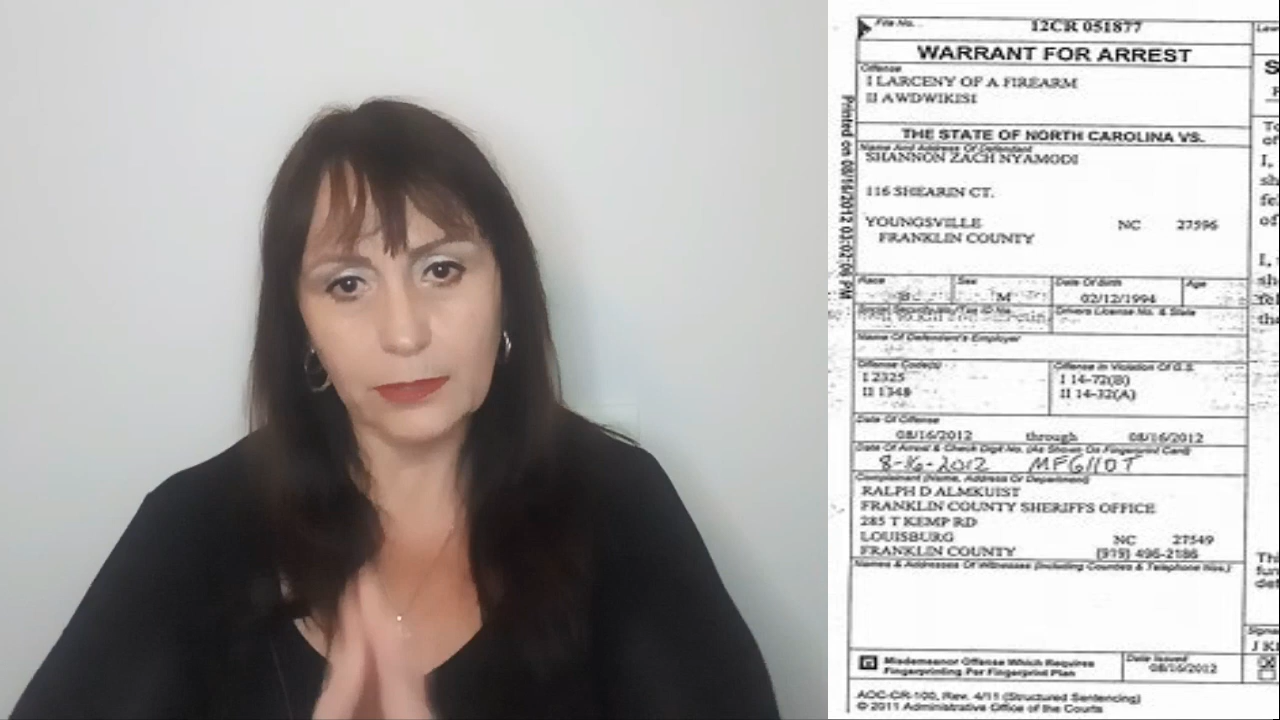 File No. 12CR 051877
WARRANT FOR ARREST
Offense
I LARCENY OF A FIREARM
II AWDWIKISI
THE STATE OF NORTH CAROLINA VS.
Name And Address Of Defendant
SHANNON ZACH NYAMODI
116 SHEARIN CT.
YOUNGSVILLE NC 27596
FRANKLIN COUNTY
Race Sex Date Of Birth Age
B M 02/12/1994
Drivers License No. & State
Name Of Defendant's Employer
Offense Code(s) Offense In Violation Of G.S.
I 2325 I 14-72(B)
II 1348 II 14-32(A)
Date Of Offense
08/16/2012 through 08/16/2012
Date Of Arrest & Check Digit No. (As Shown On Fingerprint Card)
8-16-2012 MFG110T
Complainant (Name, Address Or Department)
RALPH D ALMKUIST
FRANKLIN COUNTY SHERIFFS OFFICE
285 T KEMP RD
LOUISBURG NC 27549
FRANKLIN COUNTY (919) 496-2186
Names & Addresses Of Witnesses (Including Counties & Telephone Nos.)
Misdemeanor Offense Which Requires
Fingerprinting Per Fingerprint Plan
Date Issued
08/16/2012
AOC-CR-100, Rev. 4/11 (Structured Sentencing)
© 2011 Administrative Office of the Courts
Printed on 08/16/2012 03:02:06 PM